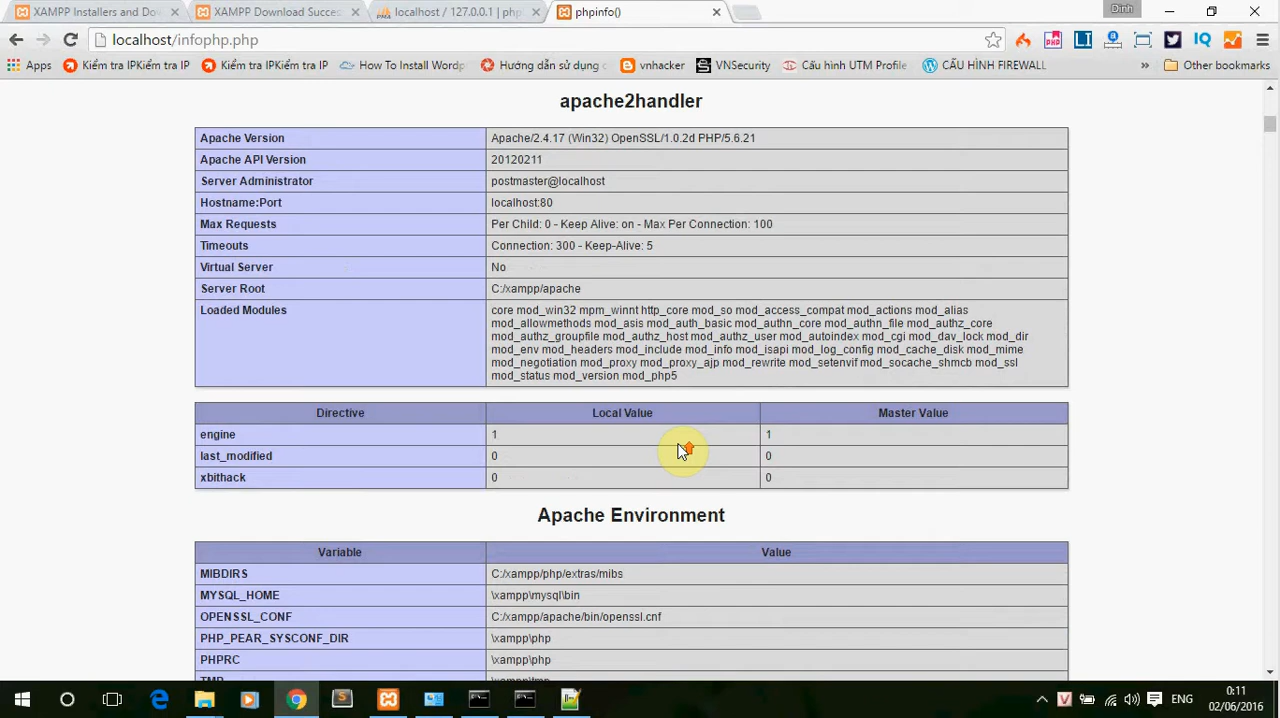 XAMPP Installers and Do
XAMPP Download Succes
localhost / 127.0.0.1 | php
phpinfo()
Dinh
localhost/infophp.php
Apps
Kiểm tra IPKiểm tra IP
Kiểm tra IPKiểm tra IP
How To Install Wordp
Hướng dẫn sử dụng c
vnhacker
VNSecurity
Cấu hình UTM Profile
CẤU HÌNH FIREWALL
» Other bookmarks
apache2handler
Apache Version Apache/2.4.17 (Win32) OpenSSL/1.0.2d PHP/5.6.21
Apache API Version 20120211
Server Administrator postmaster@localhost
Hostname:Port localhost:80
Max Requests Per Child: 0 - Keep Alive: on - Max Per Connection: 100
Timeouts Connection: 300 - Keep-Alive: 5
Virtual Server No
Server Root C:/xampp/apache
Loaded Modules core mod_win32 mpm_winnt http_core mod_so mod_access_compat mod_actions mod_alias
mod_allowmethods mod_asis mod_auth_basic mod_authn_core mod_authn_file mod_authz_core
mod_authz_groupfile mod_authz_host mod_authz_user mod_autoindex mod_cgi mod_dav_lock mod_dir
mod_env mod_headers mod_include mod_info mod_isapi mod_log_config mod_cache_disk mod_mime
mod_negotiation mod_proxy mod_proxy_ajp mod_rewrite mod_setenvif mod_socache_shmcb mod_ssl
mod_status mod_version mod_php5
Directive Local Value Master Value
engine 1 1
last_modified 0 0
xbithack 0 0
Apache Environment
Variable Value
MIBDIRS C:/xampp/php/extras/mibs
MYSQL_HOME \xampp\mysql\bin
OPENSSL_CONF C:/xampp/apache/bin/openssl.cnf
PHP_PEAR_SYSCONF_DIR \xampp\php
PHPRC \xampp\php
TMP \xampp\tmp
ENG
0:11
02/06/2016